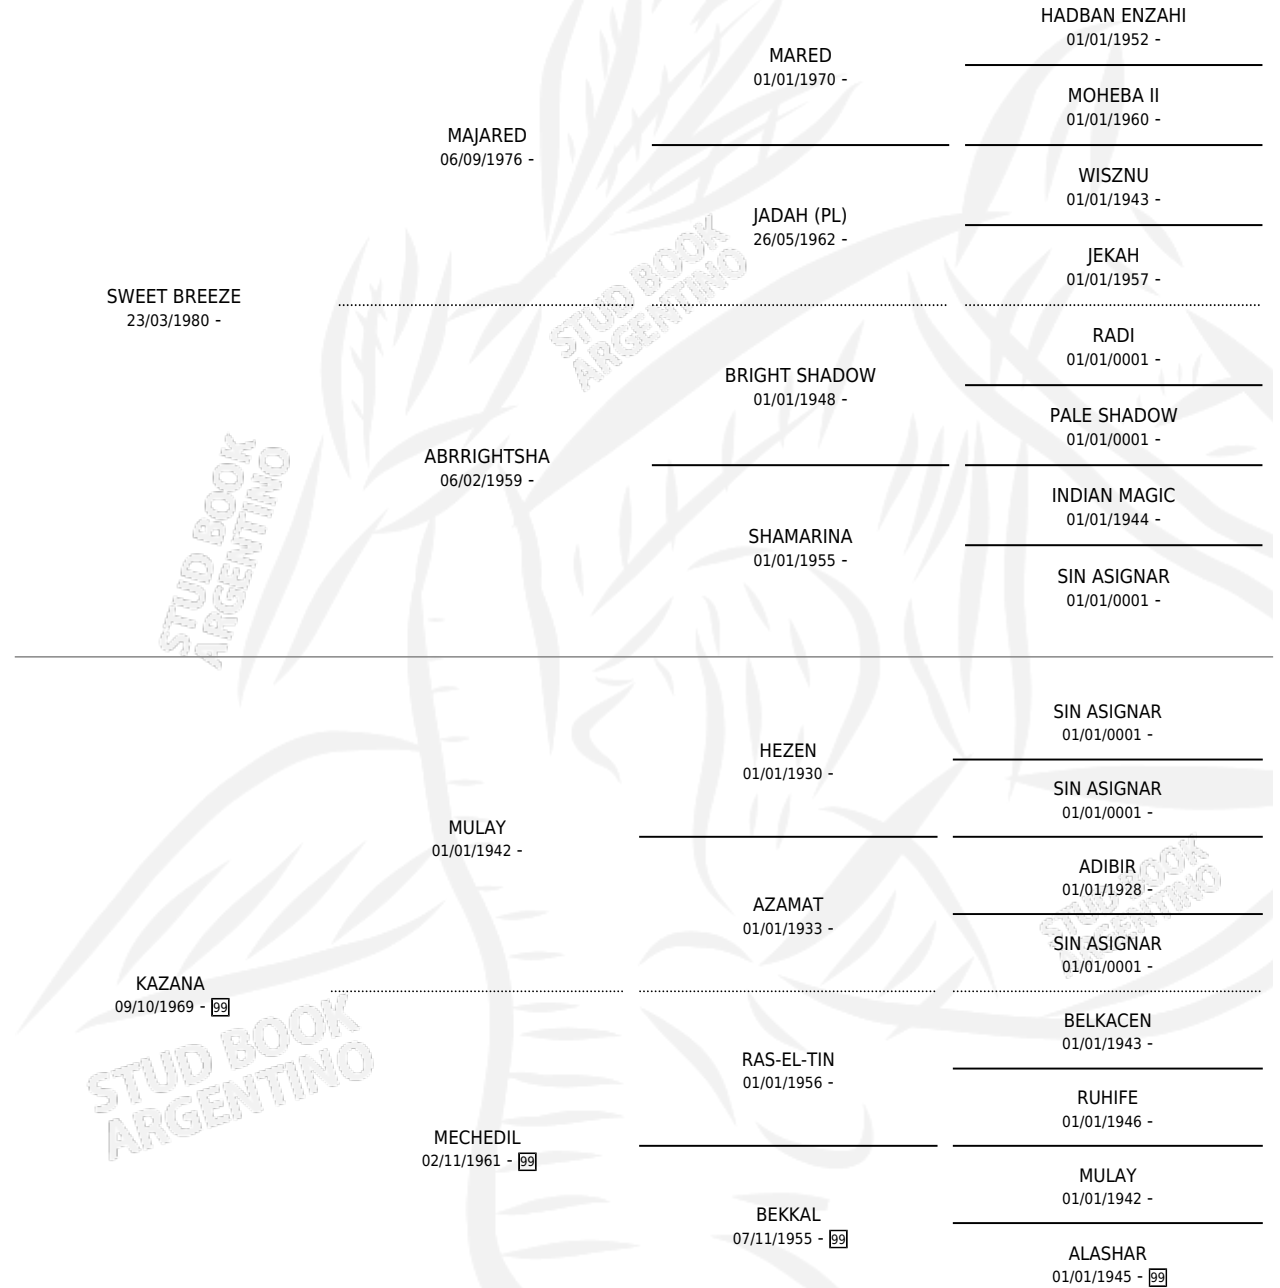 HADBAN ENZAHI
01/01/1952 -
MARED
01/01/1970 -
MOHEBA II
01/01/1960 -
MAJARED
06/09/1976 -
WISZNU
01/01/1943 -
JADAH (PL)
26/05/1962 -
JEKAH
01/01/1957 -
SWEET BREEZE
23/03/1980 -
RADI
01/01/0001 -
BRIGHT SHADOW
01/01/1948 -
PALE SHADOW
01/01/0001 -
ABRRIGHTSHA
06/02/1959 -
INDIAN MAGIC
01/01/1944 -
SHAMARINA
01/01/1955 -
SIN ASIGNAR
01/01/0001 -
STUD BOOK
ARGENTINO
STUD BOOK
ARGENTINO
SIN ASIGNAR
01/01/0001 -
HEZEN
01/01/1930 -
SIN ASIGNAR
01/01/0001 -
MULAY
01/01/1942 -
ADIBIR
01/01/1928 -
AZAMAT
01/01/1933 -
SIN ASIGNAR
01/01/0001 -
KAZANA
09/10/1969 - 99
BELKACEN
01/01/1943 -
RAS-EL-TIN
01/01/1956 -
RUHIFE
01/01/1946 -
MECHEDIL
02/11/1961 - 99
MULAY
01/01/1942 -
BEKKAL
07/11/1955 - 99
ALASHAR
01/01/1945 - 99
STUD BOOK
ARGENTINO
STUD BOOK
ARGENTINO